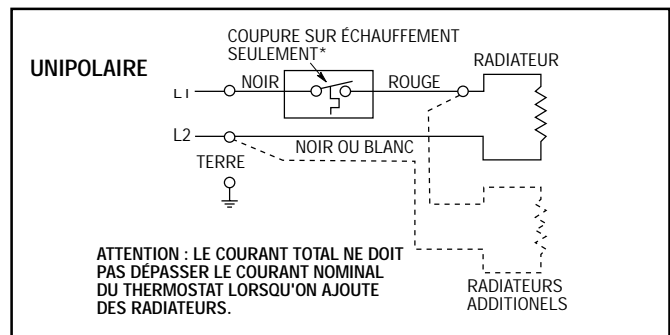 COUPURE SUR ÉCHAUFFEMENT
SEULEMENT*
UNIPOLAIRE
RADIATEUR
L1
NOIR
ROUGE
L2
NOIR OU BLANC
TERRE
ATTENTION : LE COURANT TOTAL NE DOIT
PAS DÉPASSER LE COURANT NOMINAL
DU THERMOSTAT LORSQU'ON AJOUTE
DES RADIATEURS.
RADIATEURS
ADDITIONELS